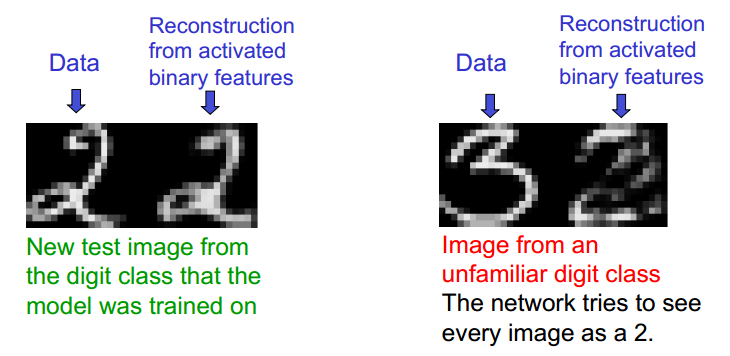 Data
Reconstruction
from activated
binary features
New test image from
the digit class that the
model was trained on
Data
Reconstruction
from activated
binary features
Image from an
unfamiliar digit class
The network tries to see
every image as a 2.